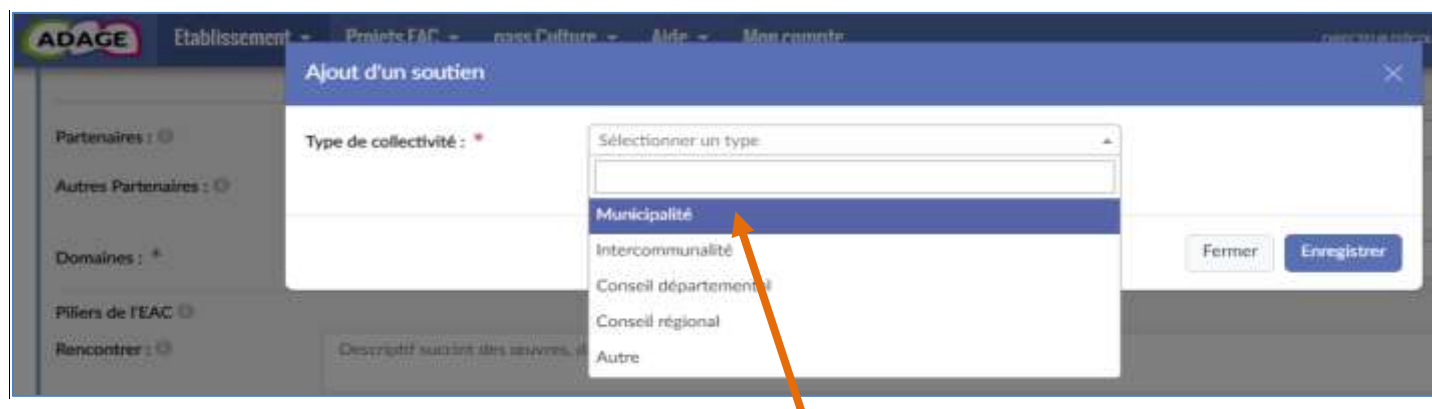 ADAGE Etablissement Projets EAC pass Culture Aide Mon compte
Ajout d'un soutien
Partenaires :
Type de collectivité : *
Sélectionner un type
Autres Partenaires :
Municipalité
Intercommunalité
Domaines : *
Fermer
Enregistrer
Conseil départemental
Piliers de l'EAC
Conseil régional
Rencontrer :
Descriptif succint des œuvres, d
Autre